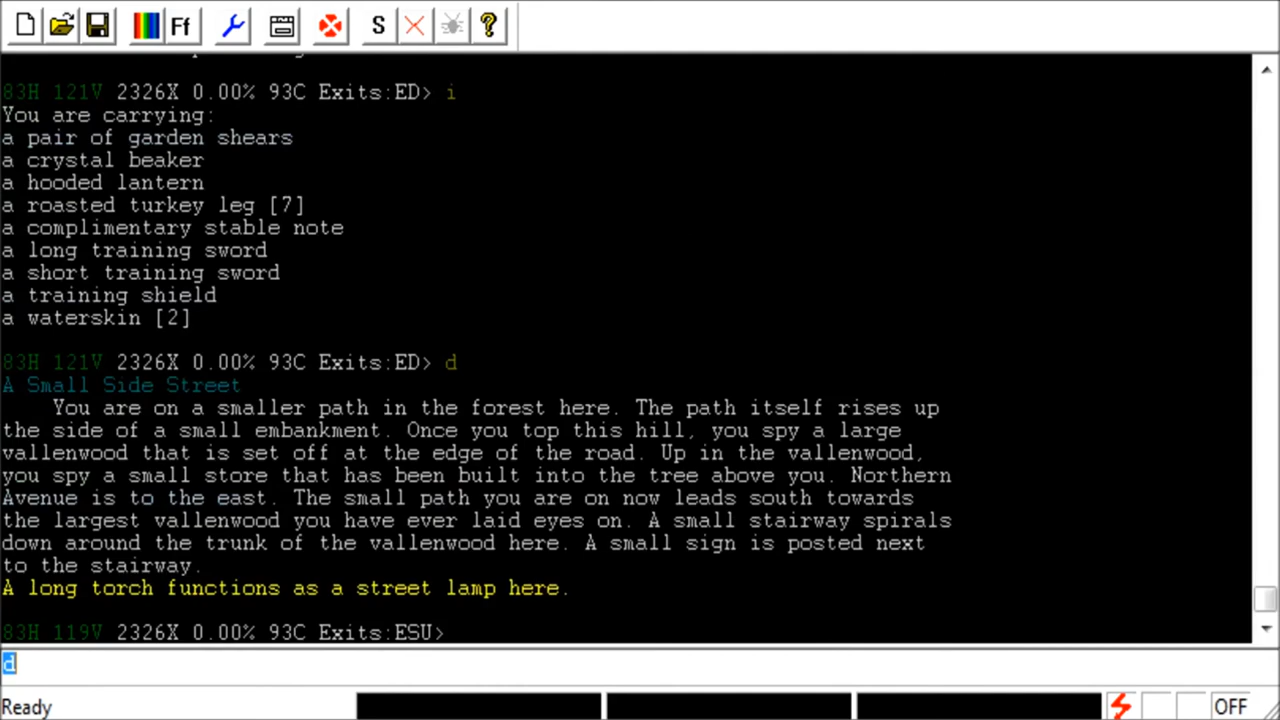 Ff S ?
83H 121V 2326X 0.00% 93C Exits:ED> i
You are carrying:
a pair of garden shears
a crystal beaker
a hooded lantern
a roasted turkey leg [7]
a complimentary stable note
a long training sword
a short training sword
a training shield
a waterskin [2]
83H 121V 2326X 0.00% 93C Exits:ED> d
A Small Side Street
You are on a smaller path in the forest here. The path itself rises up
the side of a small embankment. Once you top this hill, you spy a large
vallenwood that is set off at the edge of the road. Up in the vallenwood,
you spy a small store that has been built into the tree above you. Northern
Avenue is to the east. The small path you are on now leads south towards
the largest vallenwood you have ever laid eyes on. A small stairway spirals
down around the trunk of the vallenwood here. A small sign is posted next
to the stairway.
A long torch functions as a street lamp here.
83H 119V 2326X 0.00% 93C Exits:ESU>
d
Ready OFF